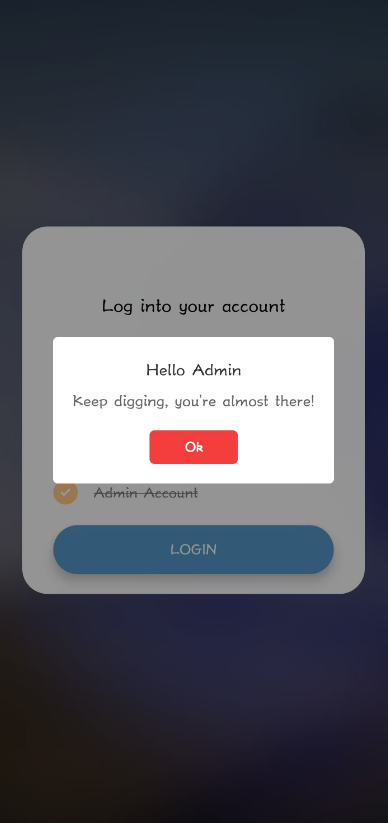 Log into your account
Hello Admin
Keep digging, you're almost there!
Ok
Admin Account
LOGIN